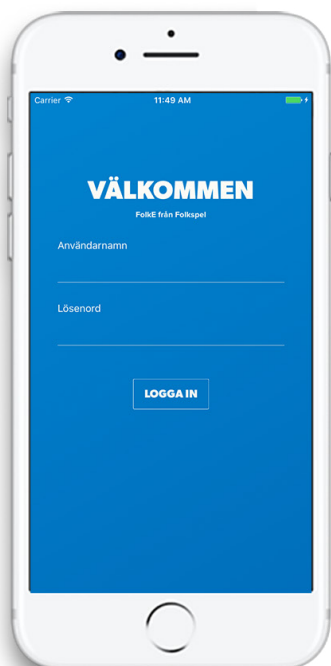 Carrier 11:49 AM
VÄLKOMMEN
FolkE från Folkspel
Användarnamn
Lösenord
LOGGA IN